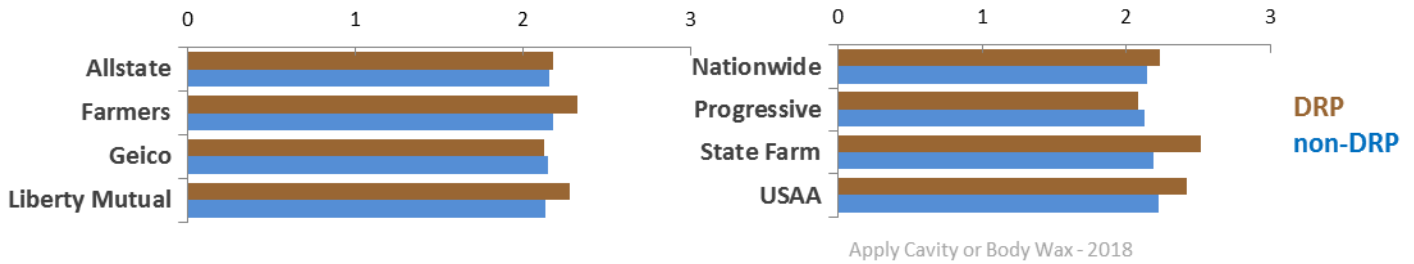 0 1 2 3
Allstate
Farmers
Geico
Liberty Mutual
0 1 2 3
Nationwide
Progressive
State Farm
USAA
DRP
non-DRP
Apply Cavity or Body Wax - 2018